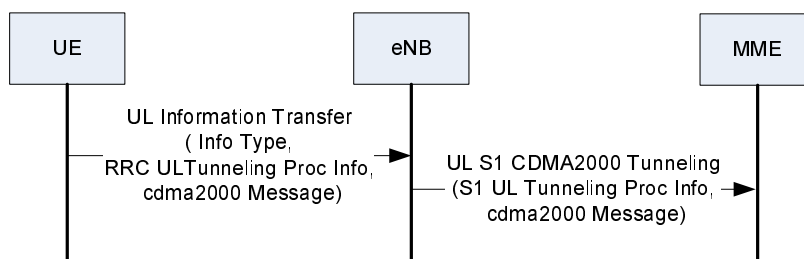 UE
eNB
MME
UL Information Transfer
( Info Type,
RRC ULTunneling Proc Info,
cdma2000 Message)
UL S1 CDMA2000 Tunneling
(S1 UL Tunneling Proc Info,
cdma2000 Message)